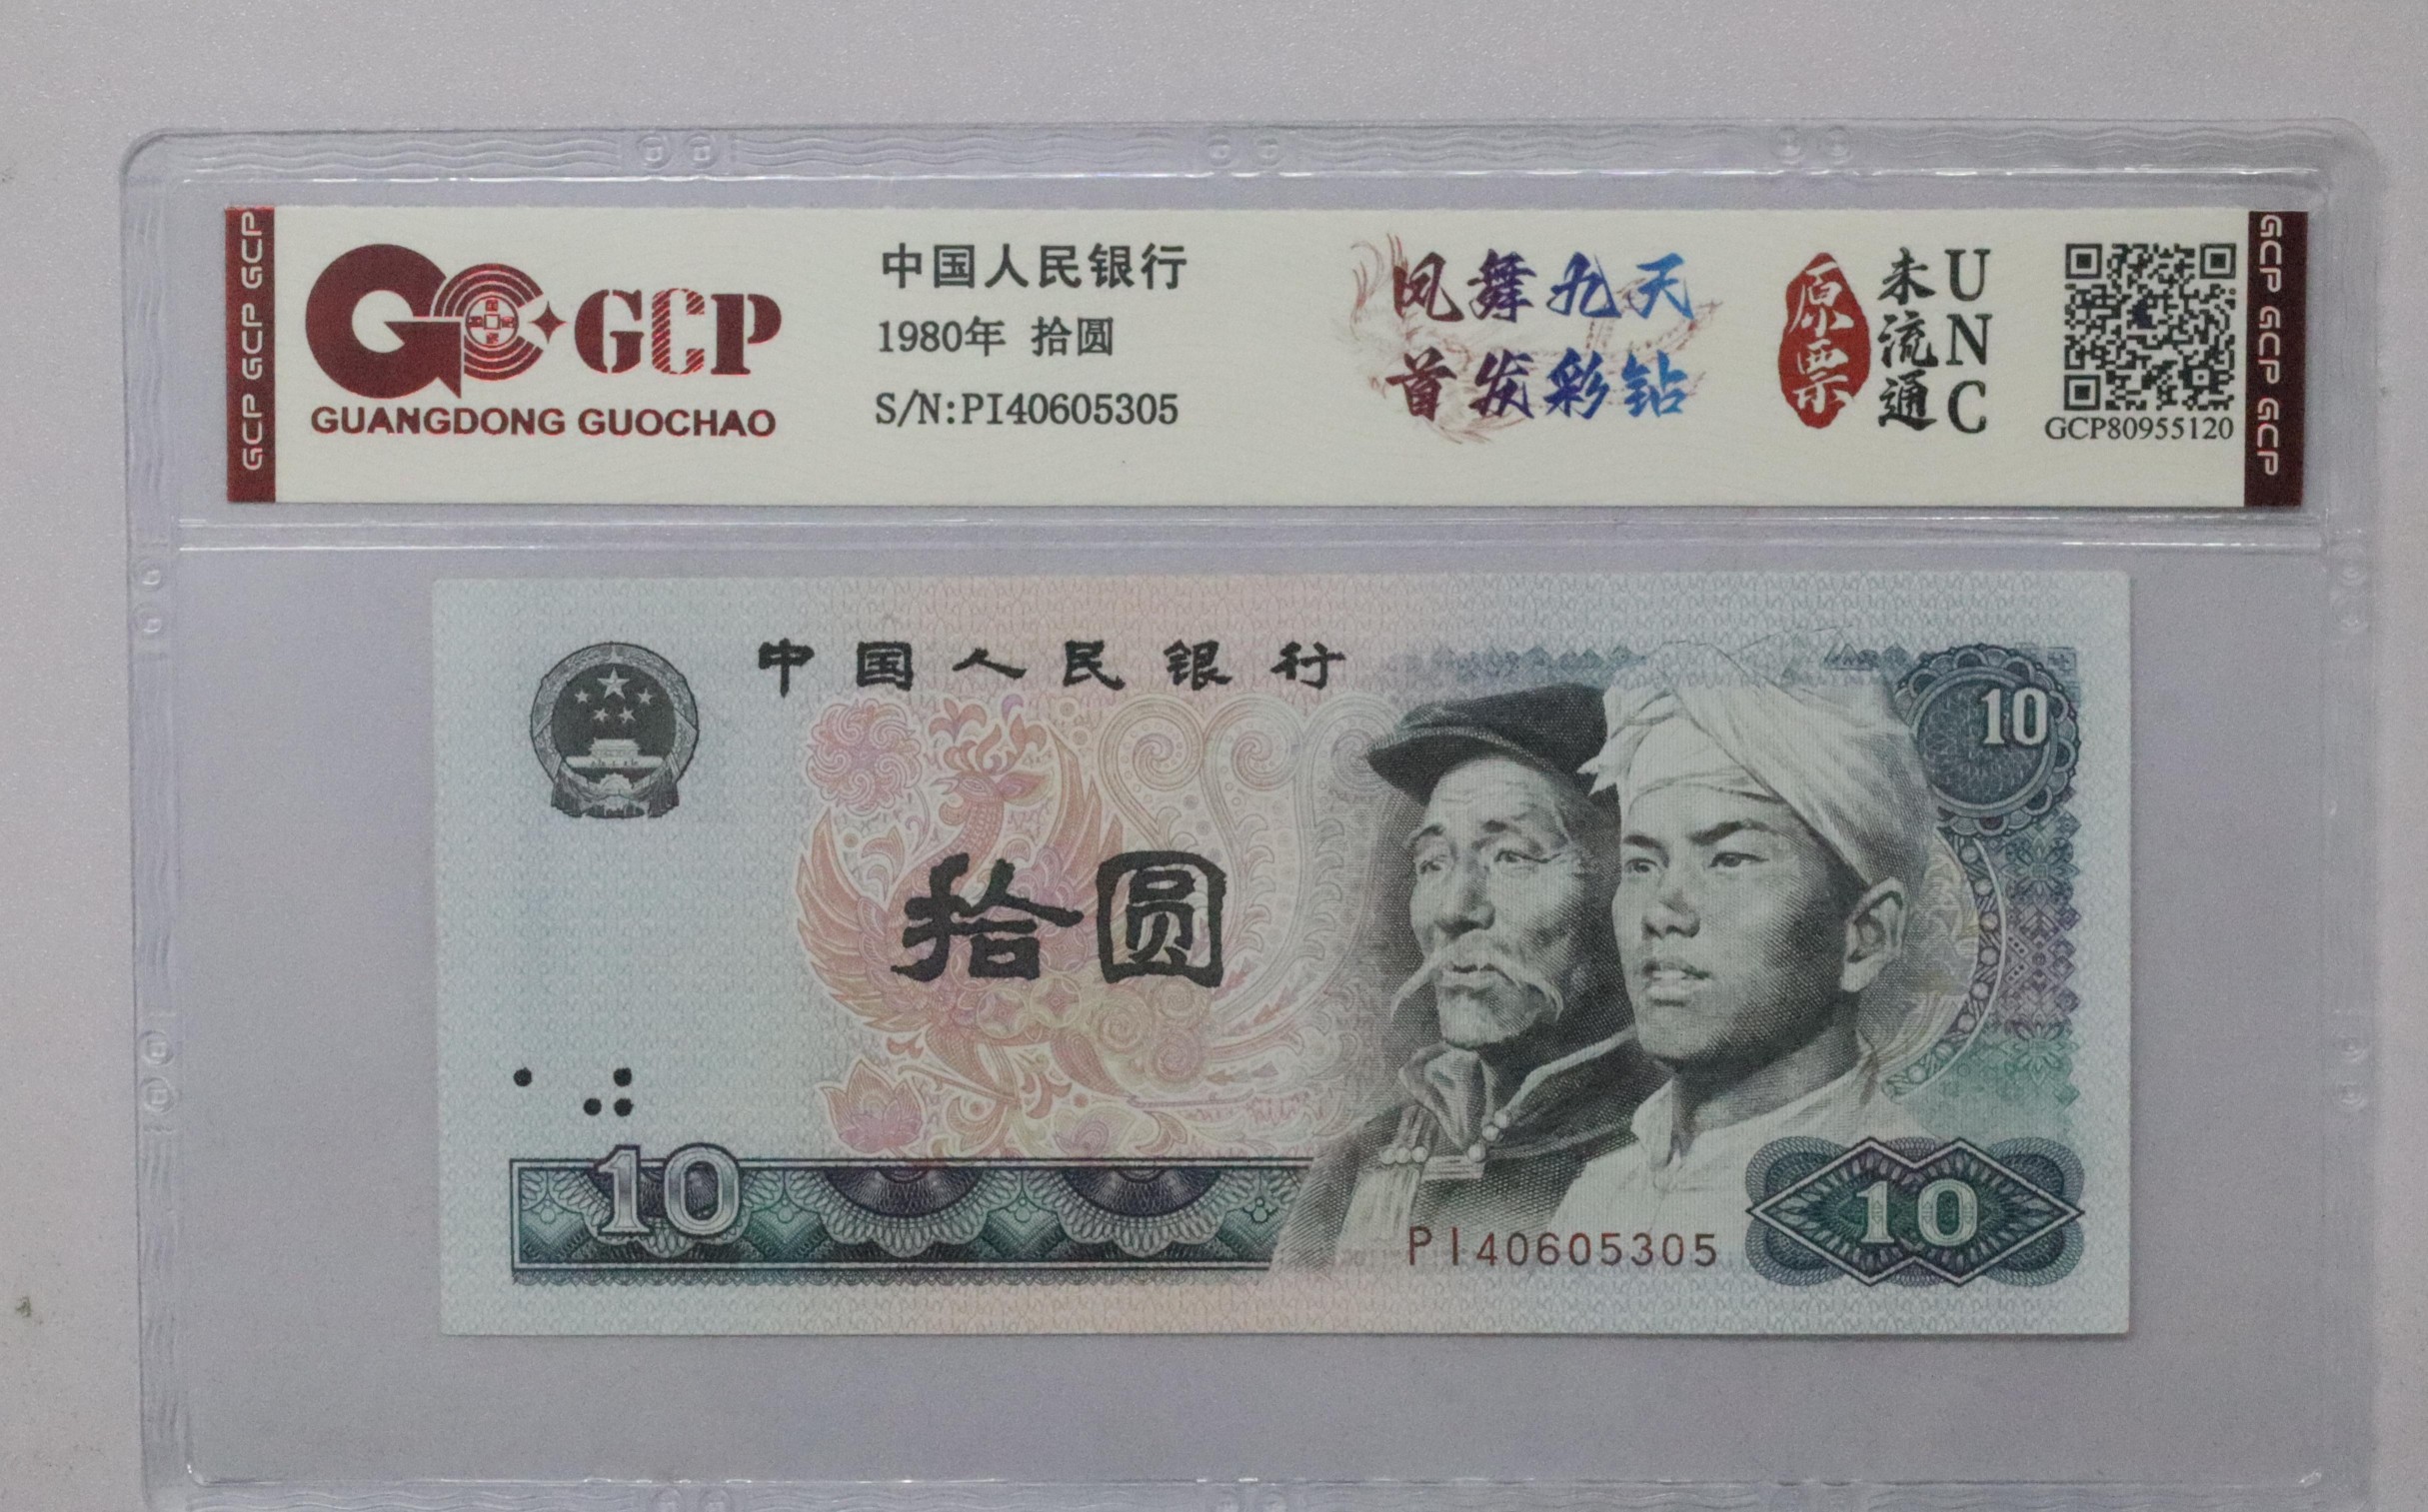 GCP GCP GCP
GCP
GUANGDONG GUOCHAO
中国人民银行
1980年 拾圆
S/N:PI40605305
凤舞九天
首发彩钻
原票
未流通
UNC
GCP80955120
GCP GCP GCP
中国人民银行
10
拾圆
10
PI40605305
10